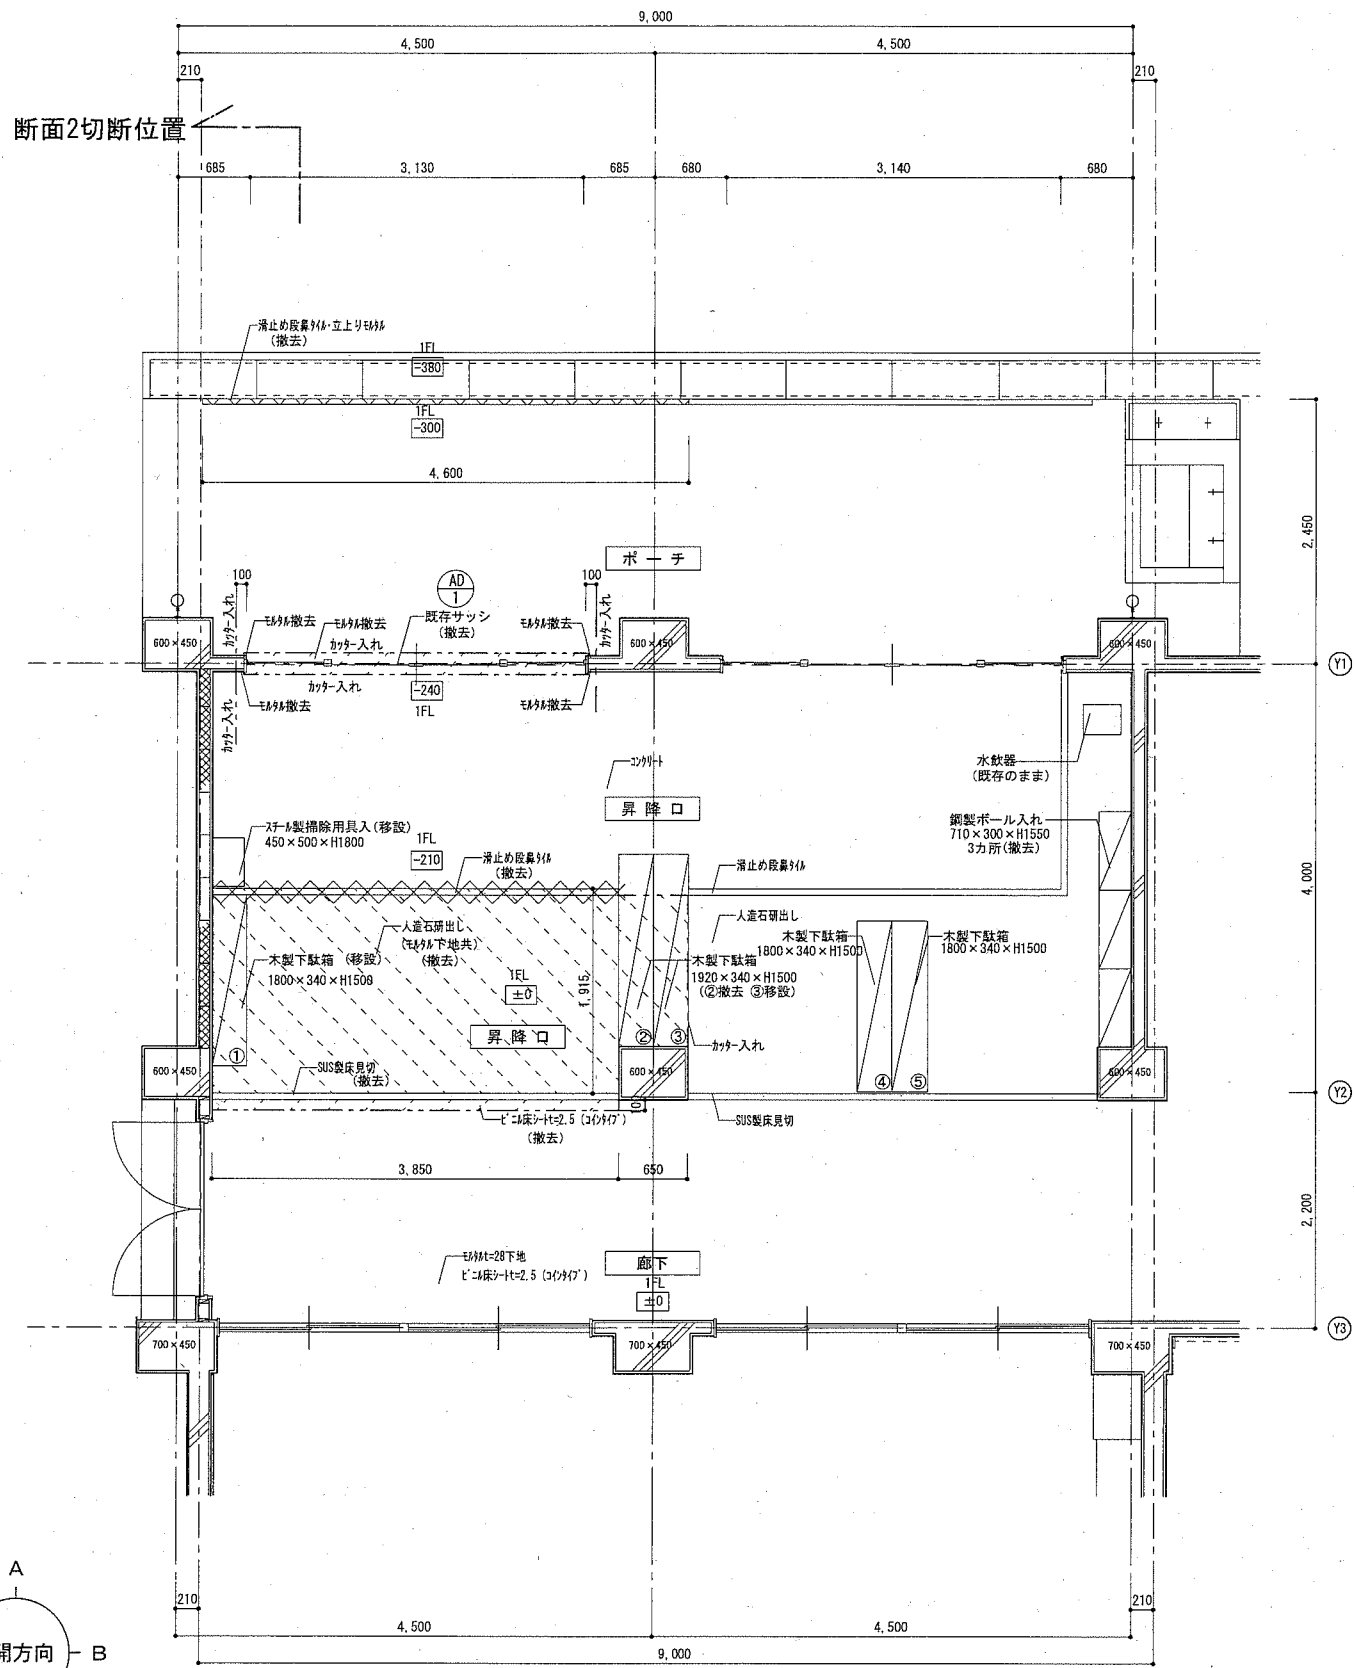 9,000
4,500
4,500
210
210
断面2切断位置
685
3,130
685
680
3,140
680
滑止め段鼻ﾀｲﾙ・立上りﾓﾙﾀﾙ
(撤去)
1FL
-380
1FL
-300
4,600
2,450
ポーチ
100
AD
1
100
カッター入れ
カッター入れ
既存サッシ
(撤去)
ﾓﾙﾀﾙ撤去
ﾓﾙﾀﾙ撤去
ﾓﾙﾀﾙ撤去
カッター入れ
600×450
600×450
600×450
Y1
カッター入れ
-240
1FL
ﾓﾙﾀﾙ撤去
ﾓﾙﾀﾙ撤去
カッター入れ
ｺﾝｸﾘｰﾄ
水飲器
(既存のまま)
昇降口
鋼製ボール入れ
710×300×H1550
3カ所(撤去)
ｽﾁｰﾙ製掃除用具入(移設)
450×500×H1800
1FL
-210
滑止め段鼻ﾀｲﾙ
(撤去)
滑止め段鼻ﾀｲﾙ
4,000
人造石研出し
(ﾓﾙﾀﾙ下地共)
(撤去)
人造石研出し
木製下駄箱
1800×340×H1500
木製下駄箱
1800×340×H1500
木製下駄箱 (移設)
1800×340×H1500
木製下駄箱
1920×340×H1500
(②撤去 ③移設)
1FL
±0
1,915
昇降口
①
②
③
カッター入れ
④
⑤
600×450
600×450
600×450
SUS製床見切
(撤去)
Y2
ﾋﾞﾆﾙ床ｼｰﾄt=2.5 (ｺｲﾝﾀｲﾌﾟ)
(撤去)
SUS製床見切
3,850
650
2,200
ﾓﾙﾀﾙt=28下地
ﾋﾞﾆﾙ床ｼｰﾄt=2.5 (ｺｲﾝﾀｲﾌﾟ)
廊下
1FL
±0
Y3
700×450
700×450
700×450
A
210
210
4,500
4,500
開方向
B
9,000